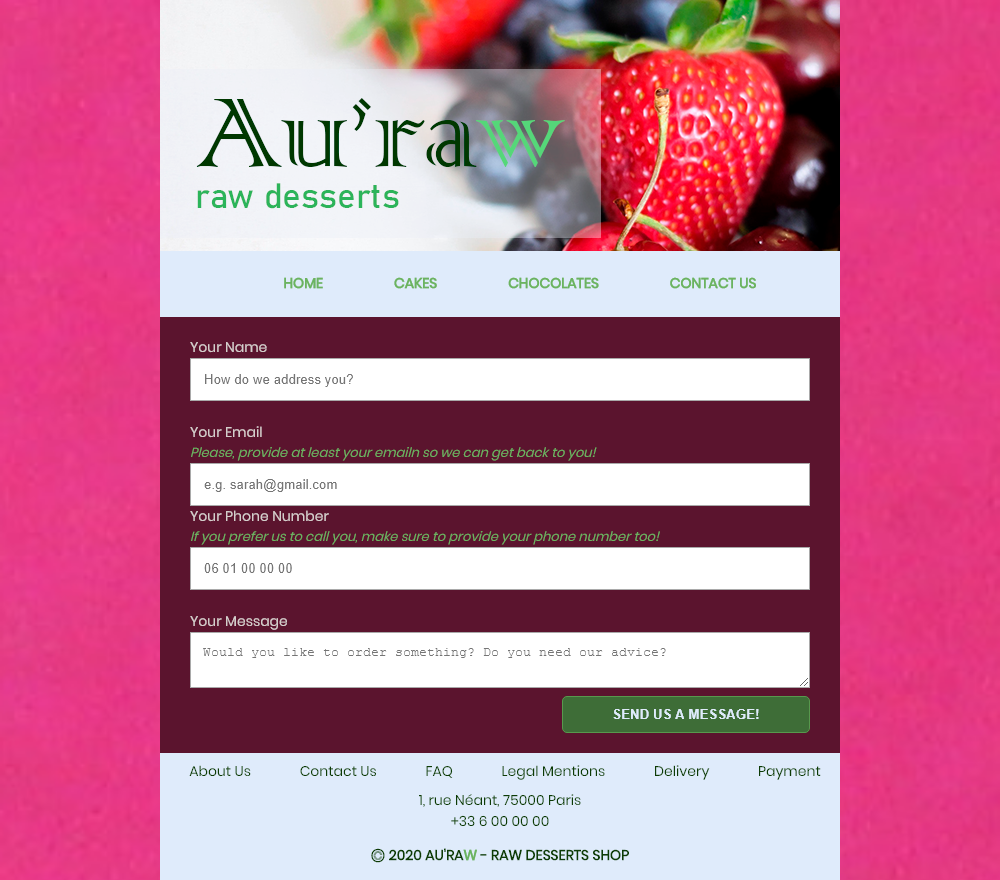 Au'raw
raw desserts
HOME CAKES CHOCOLATES CONTACT US
Your Name
How do we address you?
Your Email
Please, provide at least your emailn so we can get back to you!
e.g. sarah@gmail.com
Your Phone Number
If you prefer us to call you, make sure to provide your phone number too!
06 01 00 00 00
Your Message
Would you like to order something? Do you need our advice?
SEND US A MESSAGE!
About Us Contact Us FAQ Legal Mentions Delivery Payment
1, rue Néant, 75000 Paris
+33 6 00 00 00
© 2020 AU'RAW - RAW DESSERTS SHOP